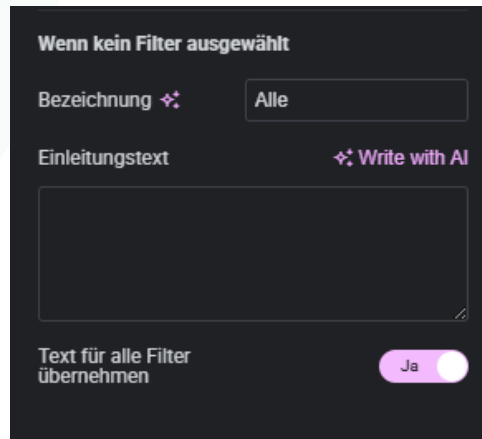 Wenn kein Filter ausgewählt
Bezeichnung
Alle
Einleitungstext
Write with AI
Text für alle Filter
übernehmen
Ja